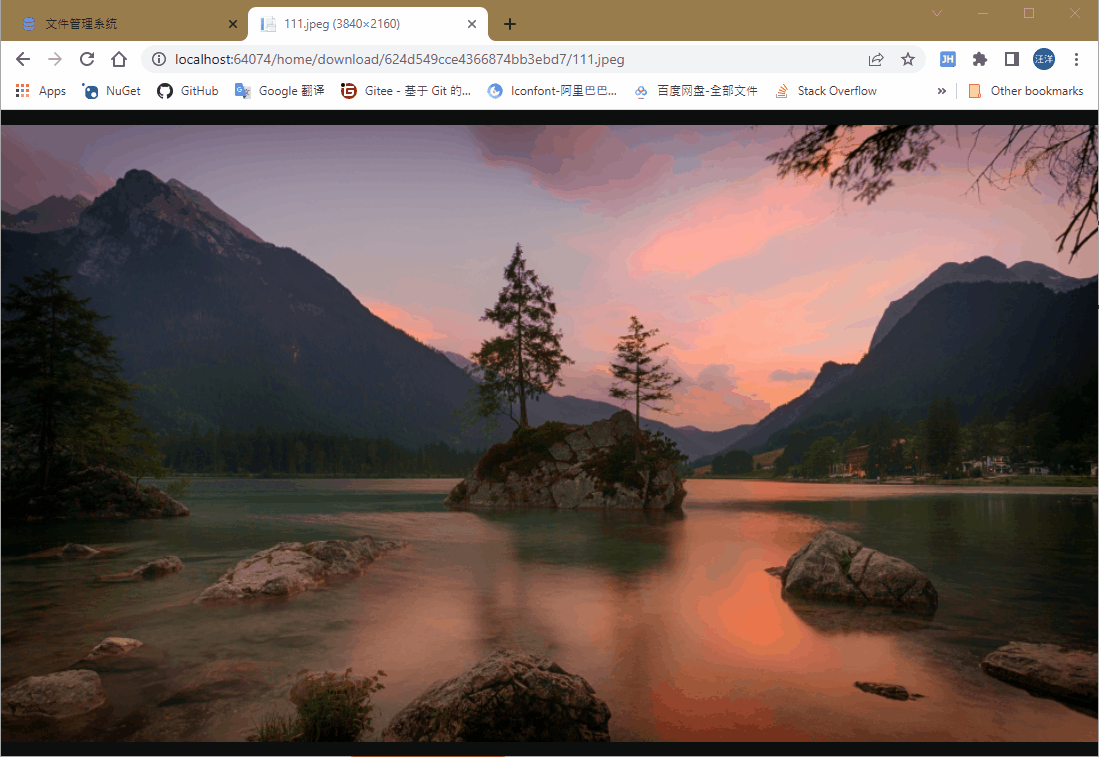 文件管理系统
111.jpeg (3840×2160)
localhost:64074/home/download/624d549cce4366874bb3ebd7/111.jpeg
JH
汪洋
Apps
NuGet
GitHub
Google 翻译
Gitee - 基于 Git 的...
Iconfont-阿里巴巴...
百度网盘-全部文件
Stack Overflow
»
Other bookmarks